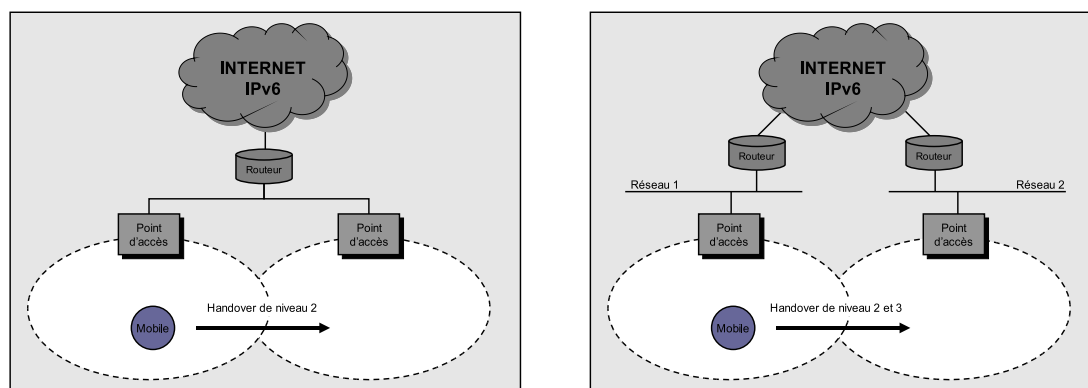 INTERNET
IPv6
Routeur
Point
d'accès
Point
d'accès
Handover de niveau 2
Mobile
INTERNET
IPv6
Routeur
Routeur
Réseau 1
Réseau 2
Point
d'accès
Point
d'accès
Handover de niveau 2 et 3
Mobile